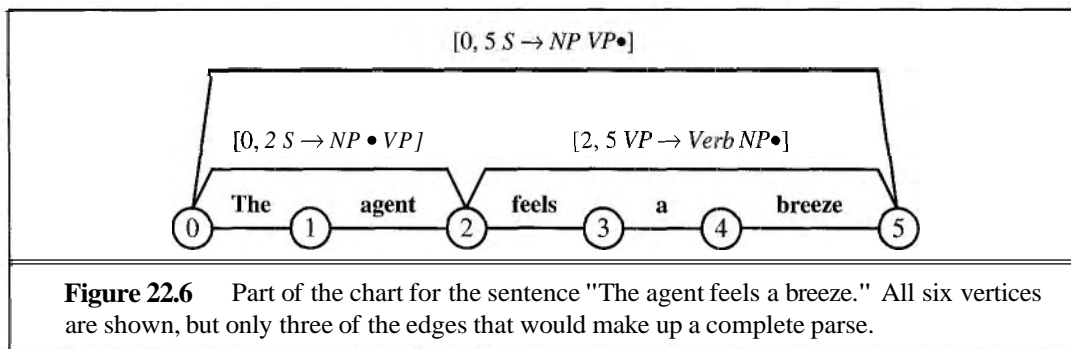 [0, 5 S → NP VP●]
[0, 2 S → NP ● VP]
[2, 5 VP → Verb NP●]
The agent feels a breeze
0 1 2 3 4 5
Figure 22.6 Part of the chart for the sentence "The agent feels a breeze." All six vertices
are shown, but only three of the edges that would make up a complete parse.